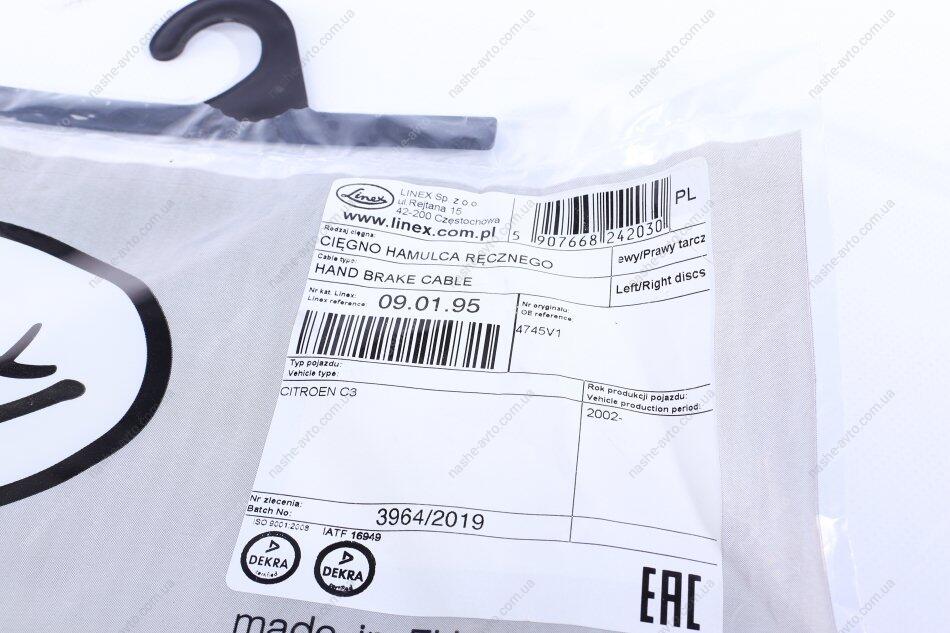 Linex
LINEX Sp. z o.o.
ul.Rejtana 15
42-200 Częstochowa
www.linex.com.pl
5 907668 242030
PL
Rodzaj cięgna:
CIĘGNO HAMULCA RĘCZNEGO
ewy/Prawy tarcz
Cable type:
HAND BRAKE CABLE
Left/Right discs
Nr kat. Linex:
Linex reference:
09.01.95
Nr oryginału:
OE reference:
4745V1
Typ pojazdu:
Vehicle type:
CITROEN C3
Rok produkcji pojazdu:
Vehicle production period:
2002-
Nr zlecenia:
Batch No:
3964/2019
ISO 9001:2008
IATF 16949
DEKRA
certified
DEKRA
certified
EAC
made in
nashe-avto.com.ua